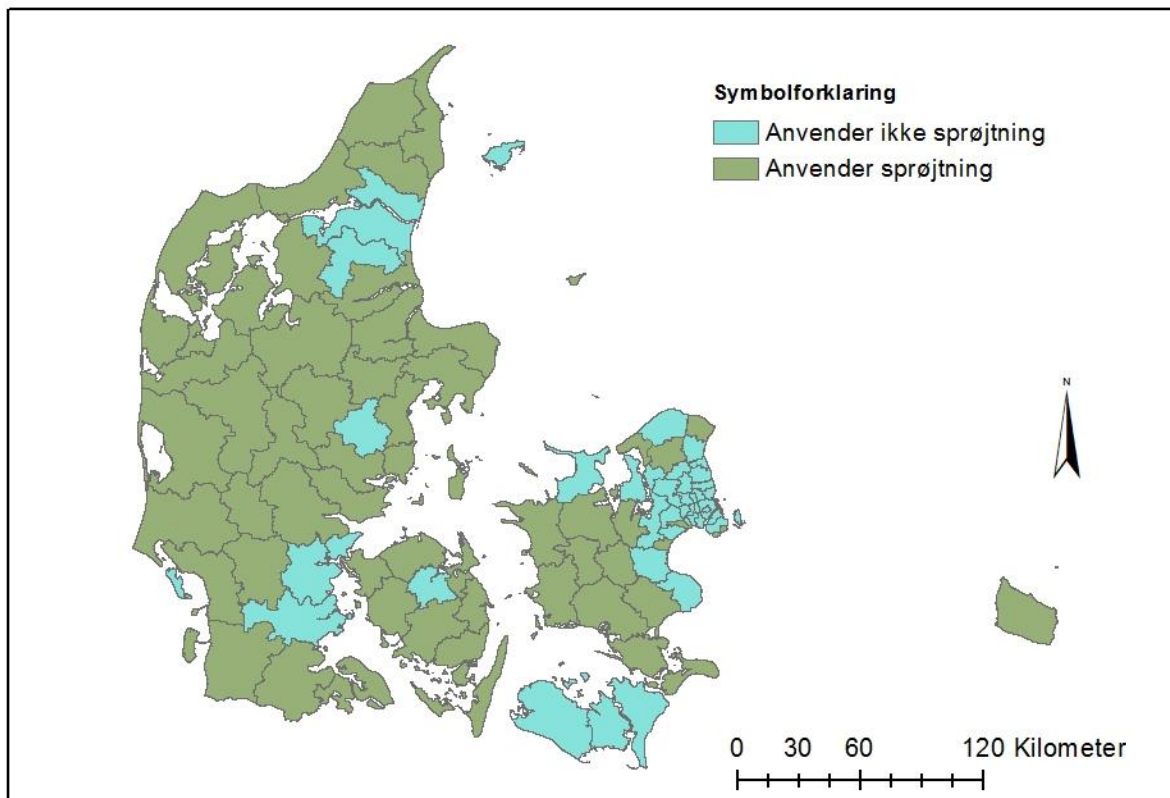 Symbolforklaring
Anvender ikke sprøjtning
Anvender sprøjtning
N
0 30 60 120 Kilometer